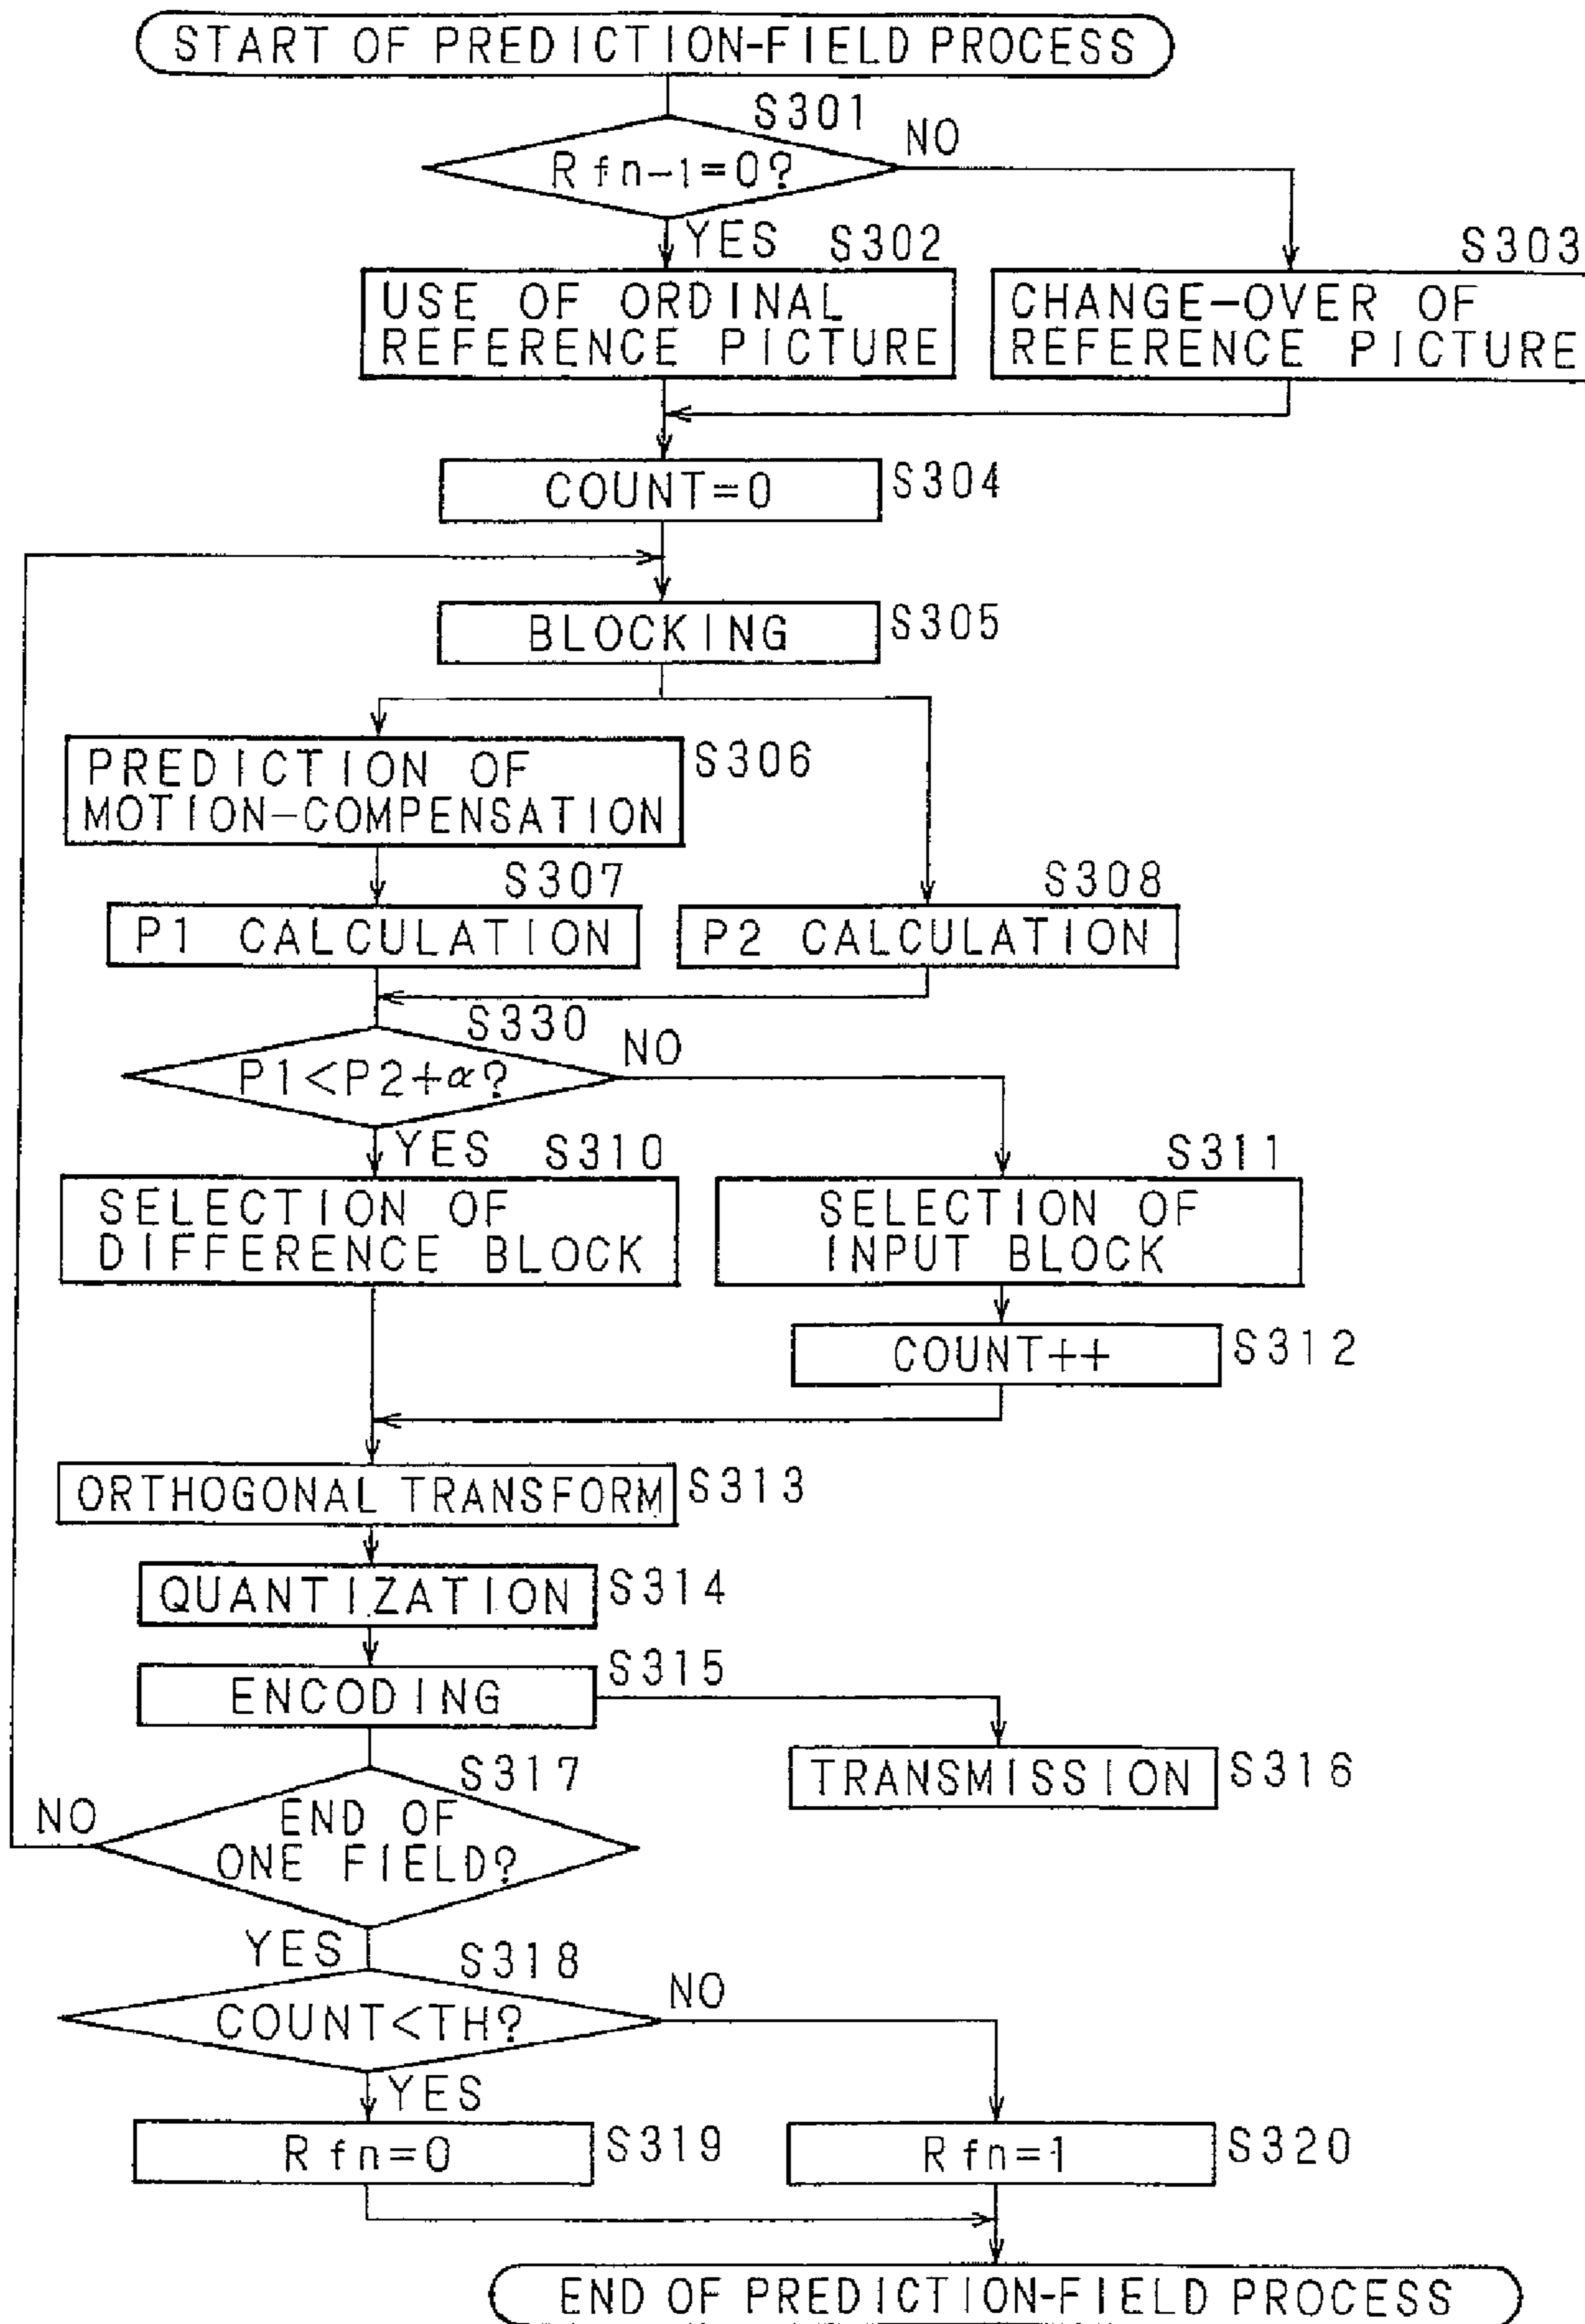 START OF PREDICTION-FIELD PROCESS
S301
Rfn-1=0?
NO
YES
S302
S303
USE OF ORDINAL
REFERENCE PICTURE
CHANGE-OVER OF
REFERENCE PICTURE
COUNT=0
S304
BLOCKING
S305
PREDICTION OF
MOTION-COMPENSATION
S306
S307
S308
P1 CALCULATION
P2 CALCULATION
S330
P1<P2+α?
NO
YES
S310
S311
SELECTION OF
DIFFERENCE BLOCK
SELECTION OF
INPUT BLOCK
COUNT++
S312
ORTHOGONAL TRANSFORM
S313
QUANTIZATION
S314
ENCODING
S315
TRANSMISSION
S316
S317
END OF
ONE FIELD?
NO
YES
S318
COUNT<TH?
NO
YES
Rfn=0
S319
Rfn=1
S320
END OF PREDICTION-FIELD PROCESS